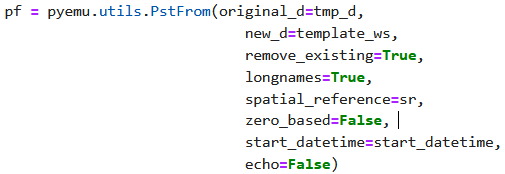 pf = pyemu.utils.PstFrom(original_d=tmp_d,
new_d=template_ws,
remove_existing=True,
longnames=True,
spatial_reference=sr,
zero_based=False,
start_datetime=start_datetime,
echo=False)